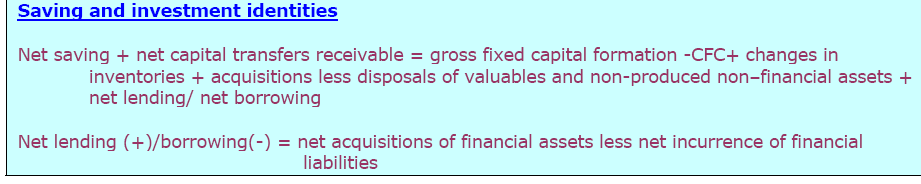 Saving and investment identities
Net saving + net capital transfers receivable = gross fixed capital formation -CFC+ changes in
inventories + acquisitions less disposals of valuables and non-produced non–financial assets +
net lending/ net borrowing
Net lending (+)/borrowing(-) = net acquisitions of financial assets less net incurrence of financial
liabilities